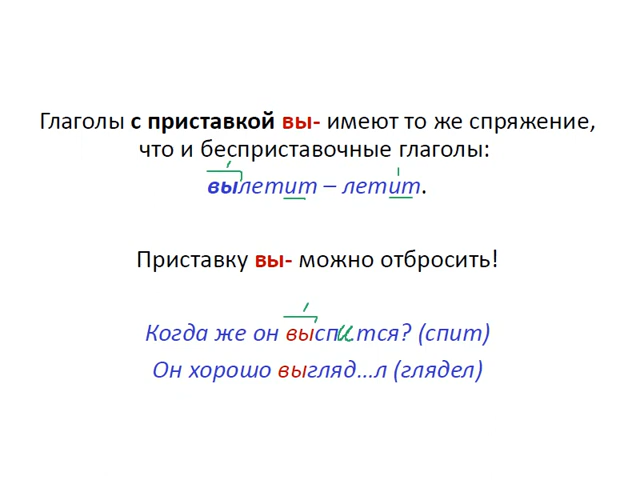 Глаголы с приставкой вы- имеют то же спряжение,
что и бесприставочные глаголы:
вылетит – летит.
Приставку вы- можно отбросить!
Когда же он выспится? (спит)
Он хорошо выгляд...л (глядел)